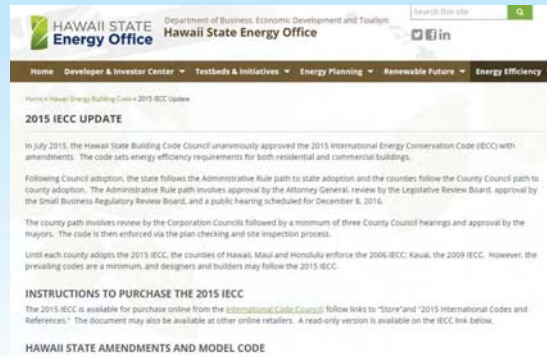 HAWAII STATE
Energy Office
Department of Business, Economic Development and Tourism
Hawaii State Energy Office
Search this site
Home Developer & Investor Center Testbeds & Initiatives Energy Planning Renewable Future Energy Efficiency
Home » Hawaii Energy Building Code » 2015 IECC Update
2015 IECC UPDATE
In July 2015, the Hawaii State Building Code Council unanimously approved the 2015 International Energy Conservation Code (IECC) with
amendments. The code sets energy efficiency requirements for both residential and commercial buildings.
Following Council adoption, the state follows the Administrative Rule path to state adoption and the counties follow the County Council path to
county adoption. The Administrative Rule path involves approval by the Attorney General, review by the Legislative Review Board, approval by
the Small Business Regulatory Review Board, and a public hearing scheduled for December 8, 2016.
The county path involves review by the Corporation Councils followed by a minimum of three County Council hearings and approval by the
mayors. The code is then enforced via the plan checking and site inspection process.
Until each county adopts the 2015 IECC, the counties of Hawaii, Maui and Honolulu enforce the 2006 IECC; Kauai, the 2009 IECC. However, the
prevailing codes are a minimum, and designers and builders may follow the 2015 IECC.
INSTRUCTIONS TO PURCHASE THE 2015 IECC
The 2015 IECC is available for purchase online from the International Code Council; follow links to "Store"and "2015 International Codes and
References." The document may also be available at other online retailers. A read-only version is available on the IECC link below.
HAWAII STATE AMENDMENTS AND MODEL CODE